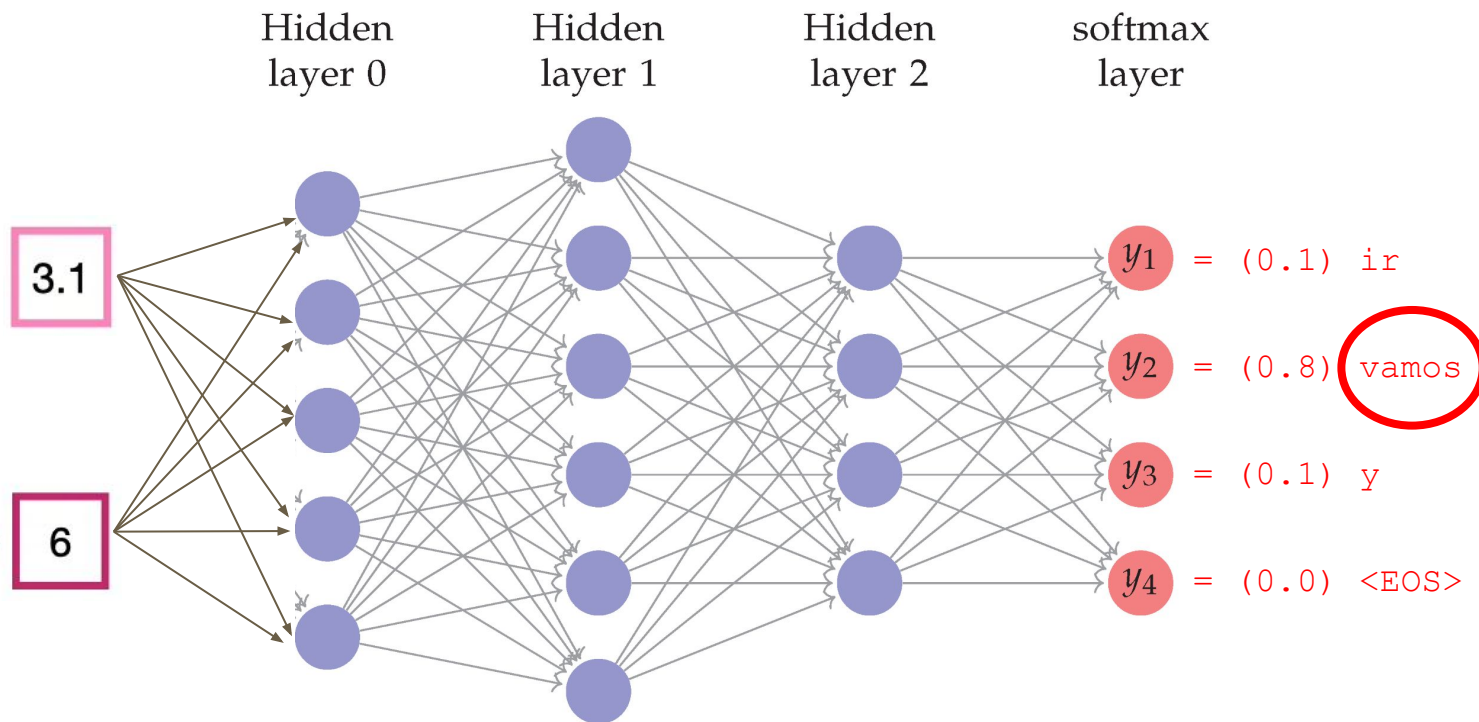 Hidden layer 0
Hidden layer 1
Hidden layer 2
softmax layer
3.1
6
y1 = (0.1) ir
y2 = (0.8) vamos
y3 = (0.1) y
y4 = (0.0) <EOS>